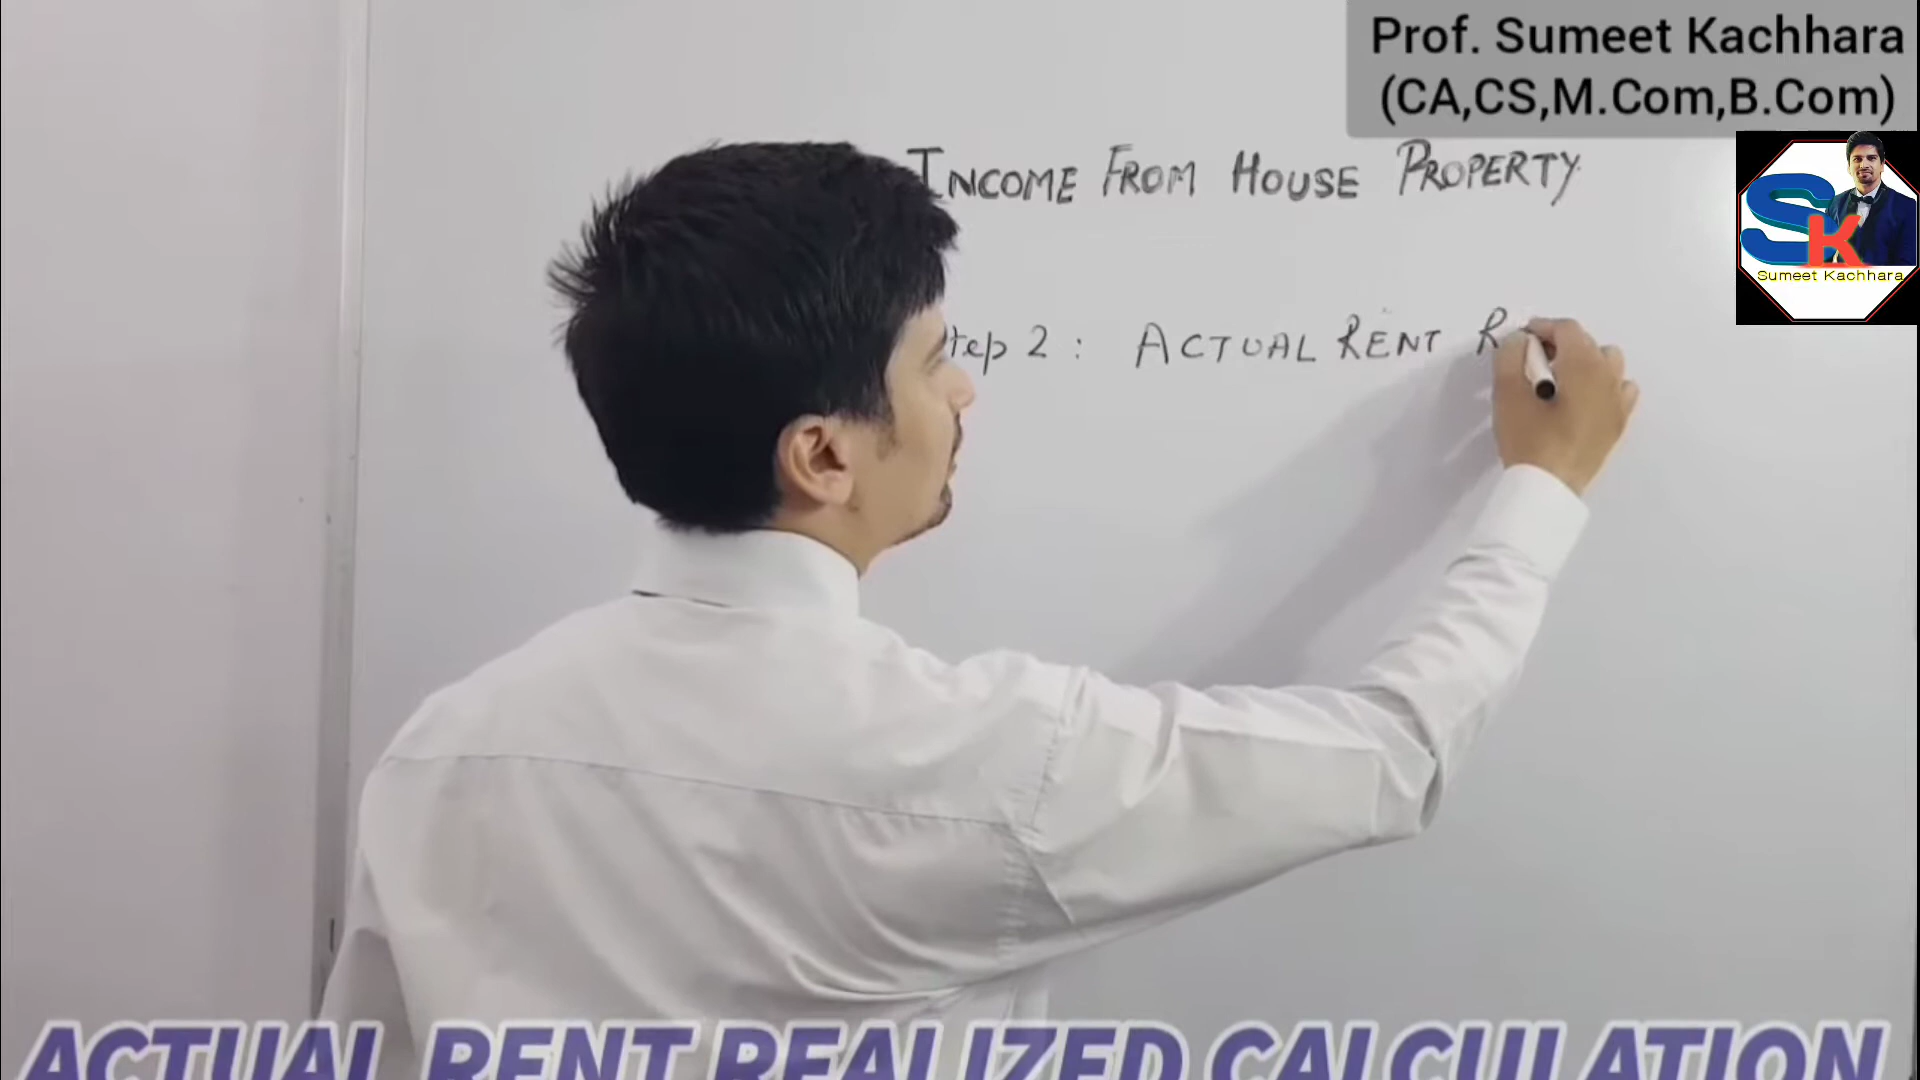 Prof. Sumeet Kachhara
(CA,CS,M.Com,B.Com)
SK
Sumeet Kachhara
INCOME FROM HOUSE PROPERTY
tep 2 : ACTUAL RENT R
ACTUAL RENT REALIZED CALCULATION